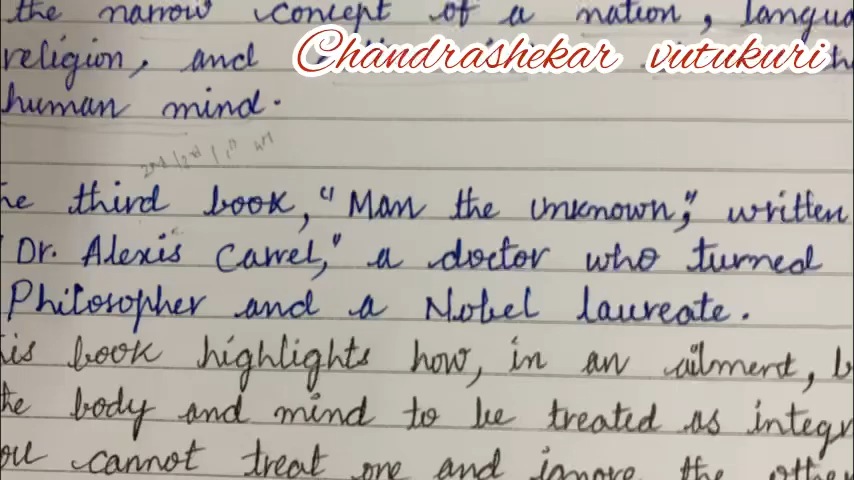 the narrow concept of a nation, langua
religion, and
Chandrashekar vutukuri
human mind.
he third book, "Man the Unknown," written
Dr. Alexis Carrel," a doctor who turned
Philosopher and a Nobel laureate.
is book highlights how, in an ailment, b
he body and mind to be treated as integr
ou cannot treat one and ignore the other